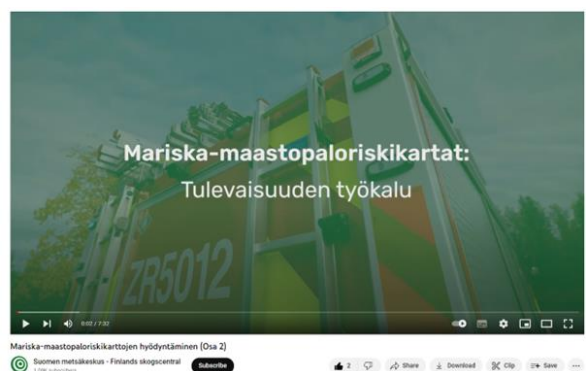 Mariska-maastopaloriskikartat:
Tulevaisuuden työkalu
ZR5012
0:02 / 7:32
Mariska-maastopaloriskikarttojen hyödyntäminen (Osa 2)
Suomen metsäkeskus - Finlands skogscentral
Subscribe
2
Share
Download
Clip
Save